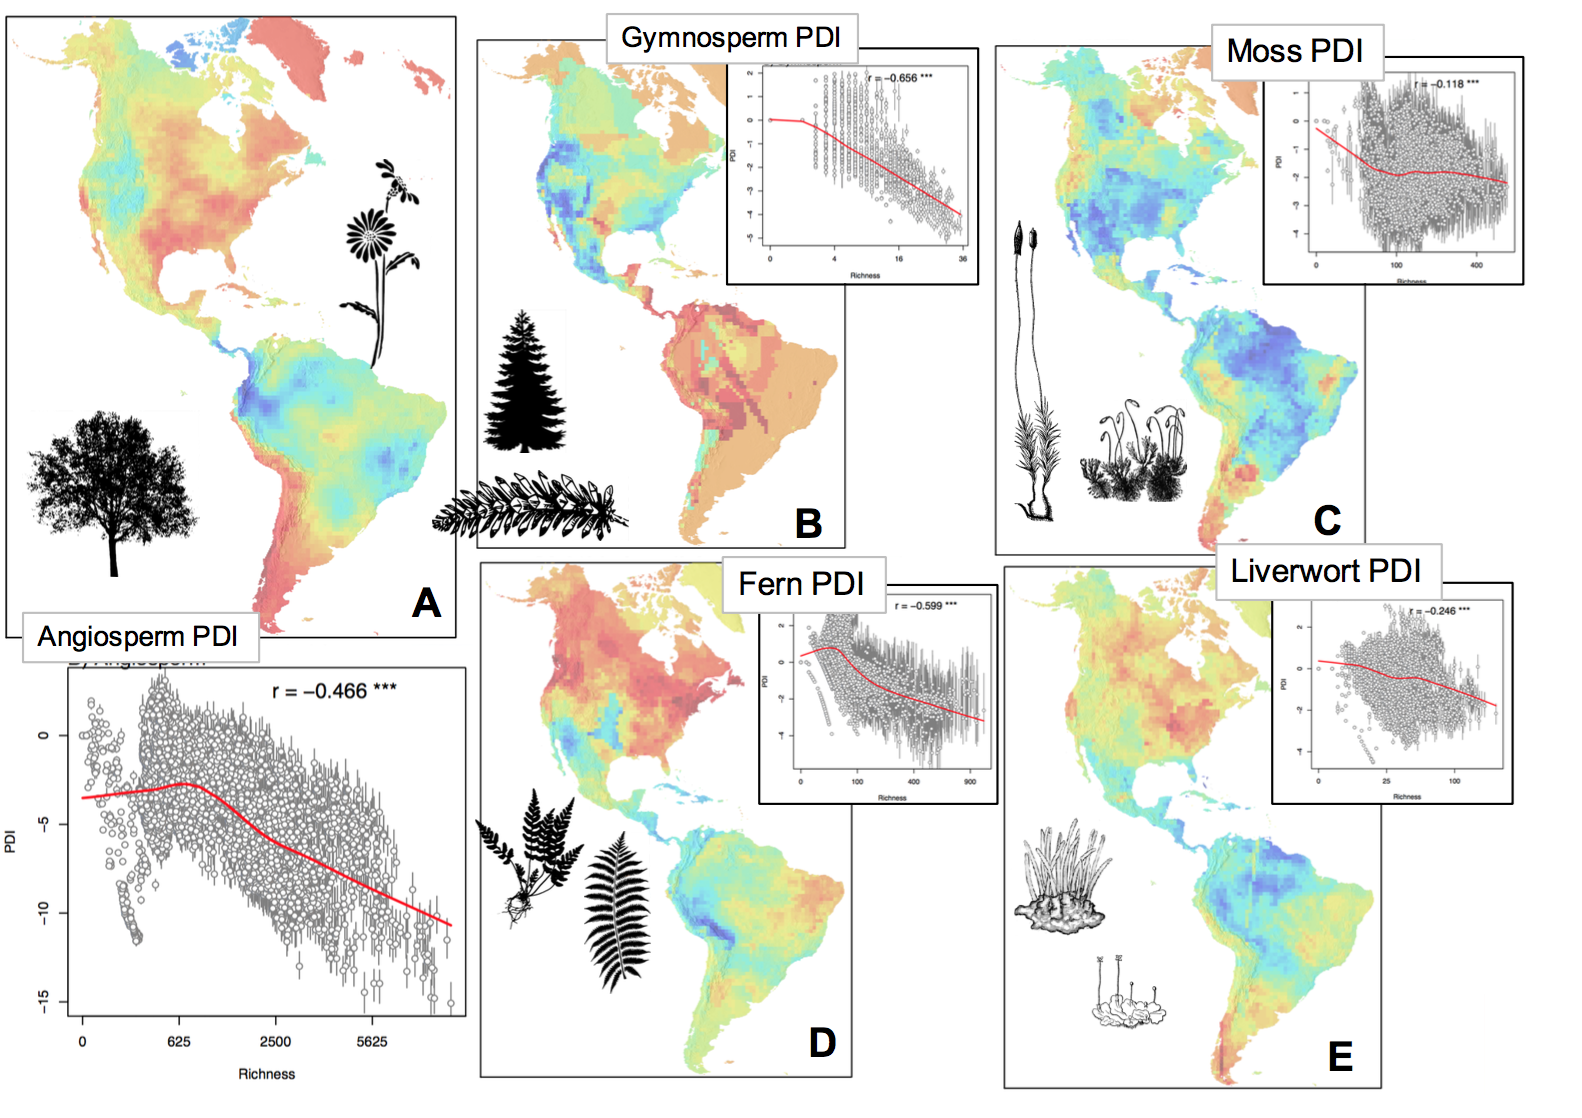 Gymnosperm PDI
Moss PDI
r = −0.656 ***
2
1
0
−1
−2
−3
−4
−5
PDI
0
4
16
36
Richness
r = −0.118 ***
1
0
−1
−2
−3
−4
PDI
0
100
400
Richness
A
B
C
Angiosperm PDI
r = −0.466 ***
0
−5
−10
−15
PDI
0
625
2500
5625
Richness
Fern PDI
r = −0.599 ***
2
0
−2
−4
PDI
0
100
400
900
Richness
D
Liverwort PDI
r = −0.246 ***
2
0
−2
−4
PDI
0
25
100
Richness
E